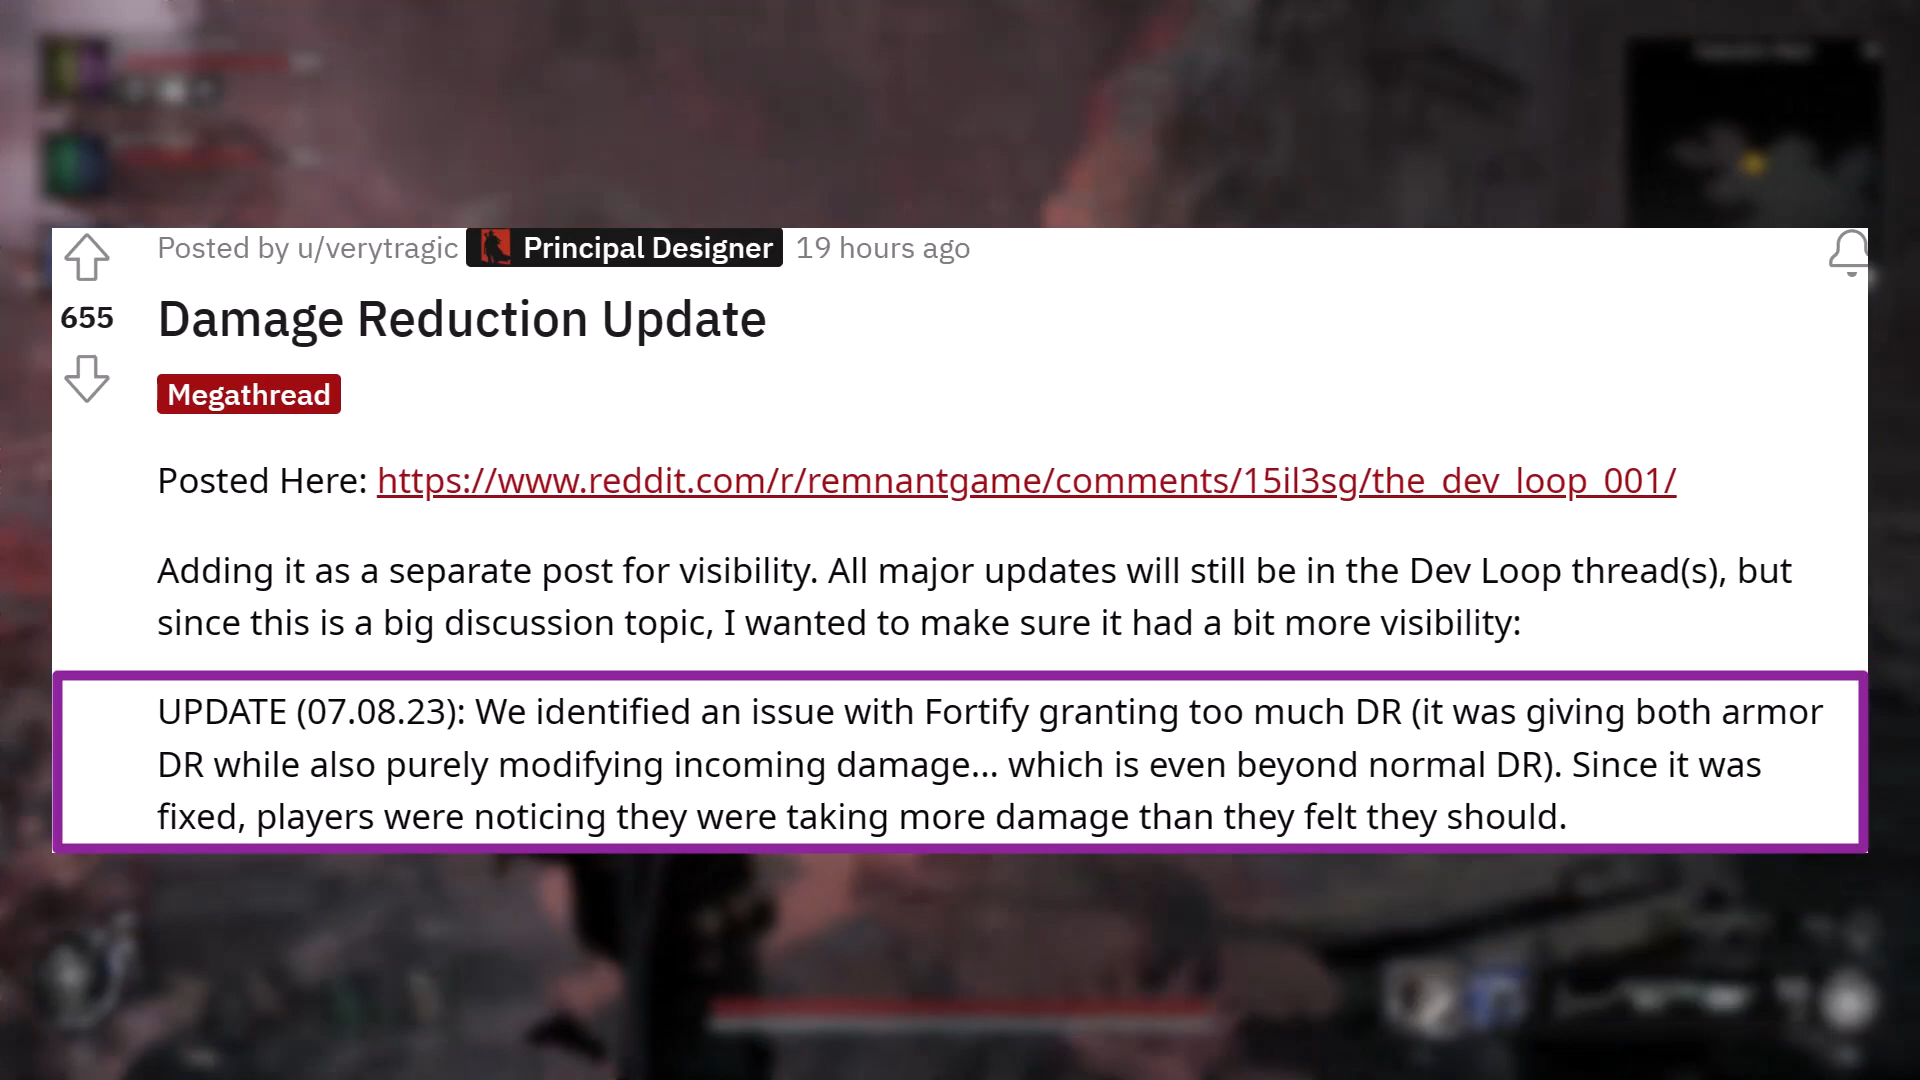 Posted by u/verytragic Principal Designer 19 hours ago
655
Damage Reduction Update
Megathread
Posted Here: https://www.reddit.com/r/remnantgame/comments/15il3sg/the_dev_loop_001/
Adding it as a separate post for visibility. All major updates will still be in the Dev Loop thread(s), but
since this is a big discussion topic, I wanted to make sure it had a bit more visibility:
UPDATE (07.08.23): We identified an issue with Fortify granting too much DR (it was giving both armor
DR while also purely modifying incoming damage... which is even beyond normal DR). Since it was
fixed, players were noticing they were taking more damage than they felt they should.